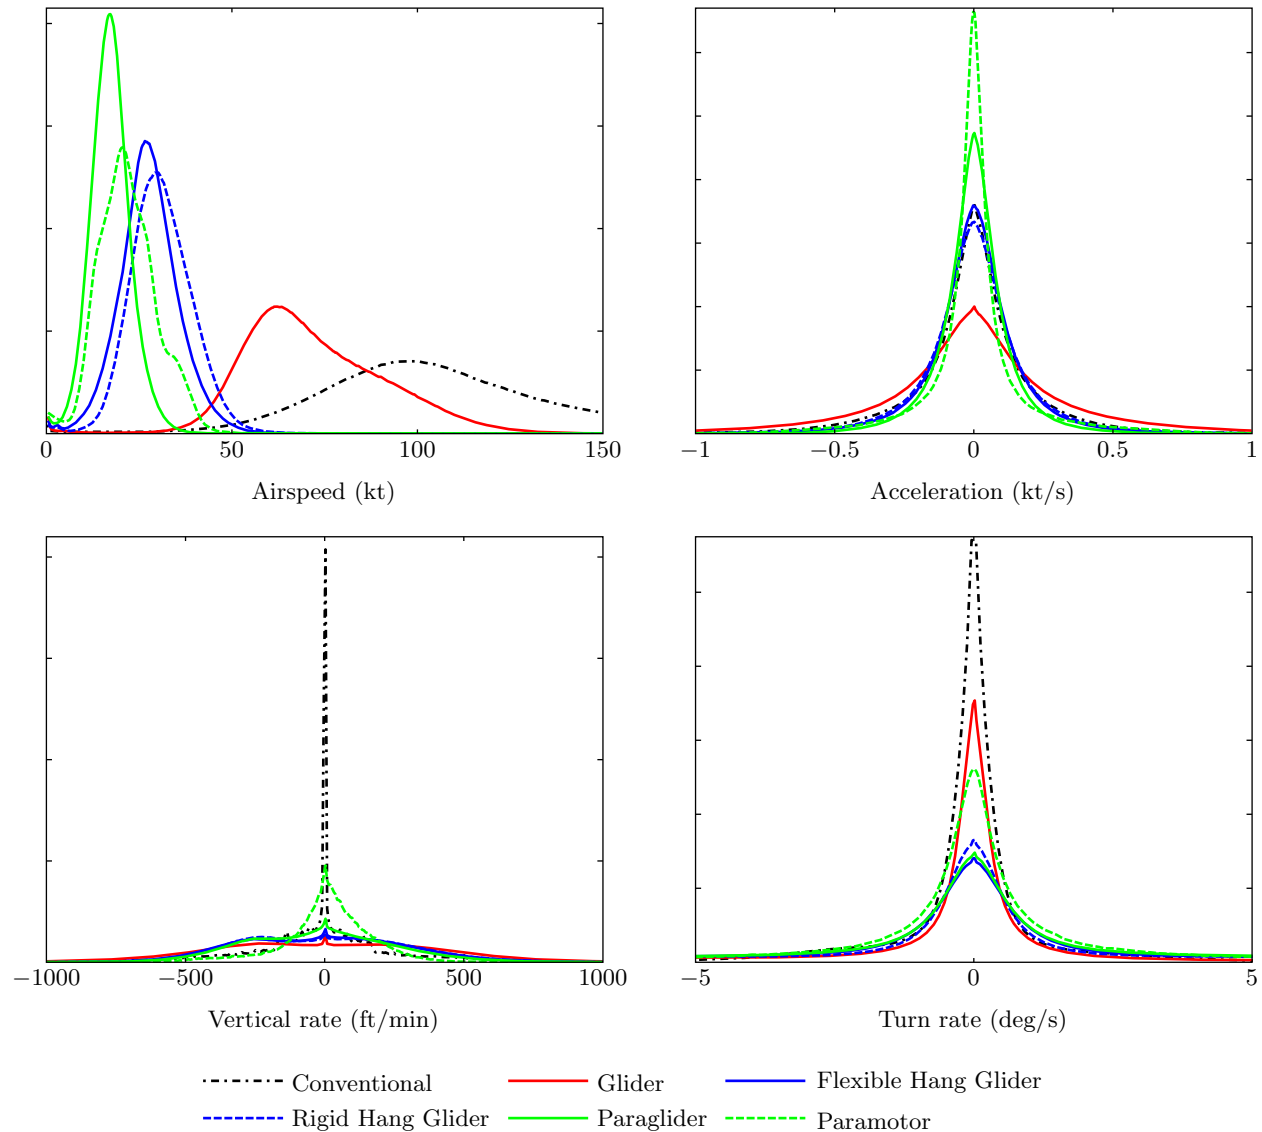 0 50 100 150
Airspeed (kt)
−1 −0.5 0 0.5 1
Acceleration (kt/s)
−1000 −500 0 500 1000
Vertical rate (ft/min)
−5 0 5
Turn rate (deg/s)
Conventional Glider Flexible Hang Glider
Rigid Hang Glider Paraglider Paramotor